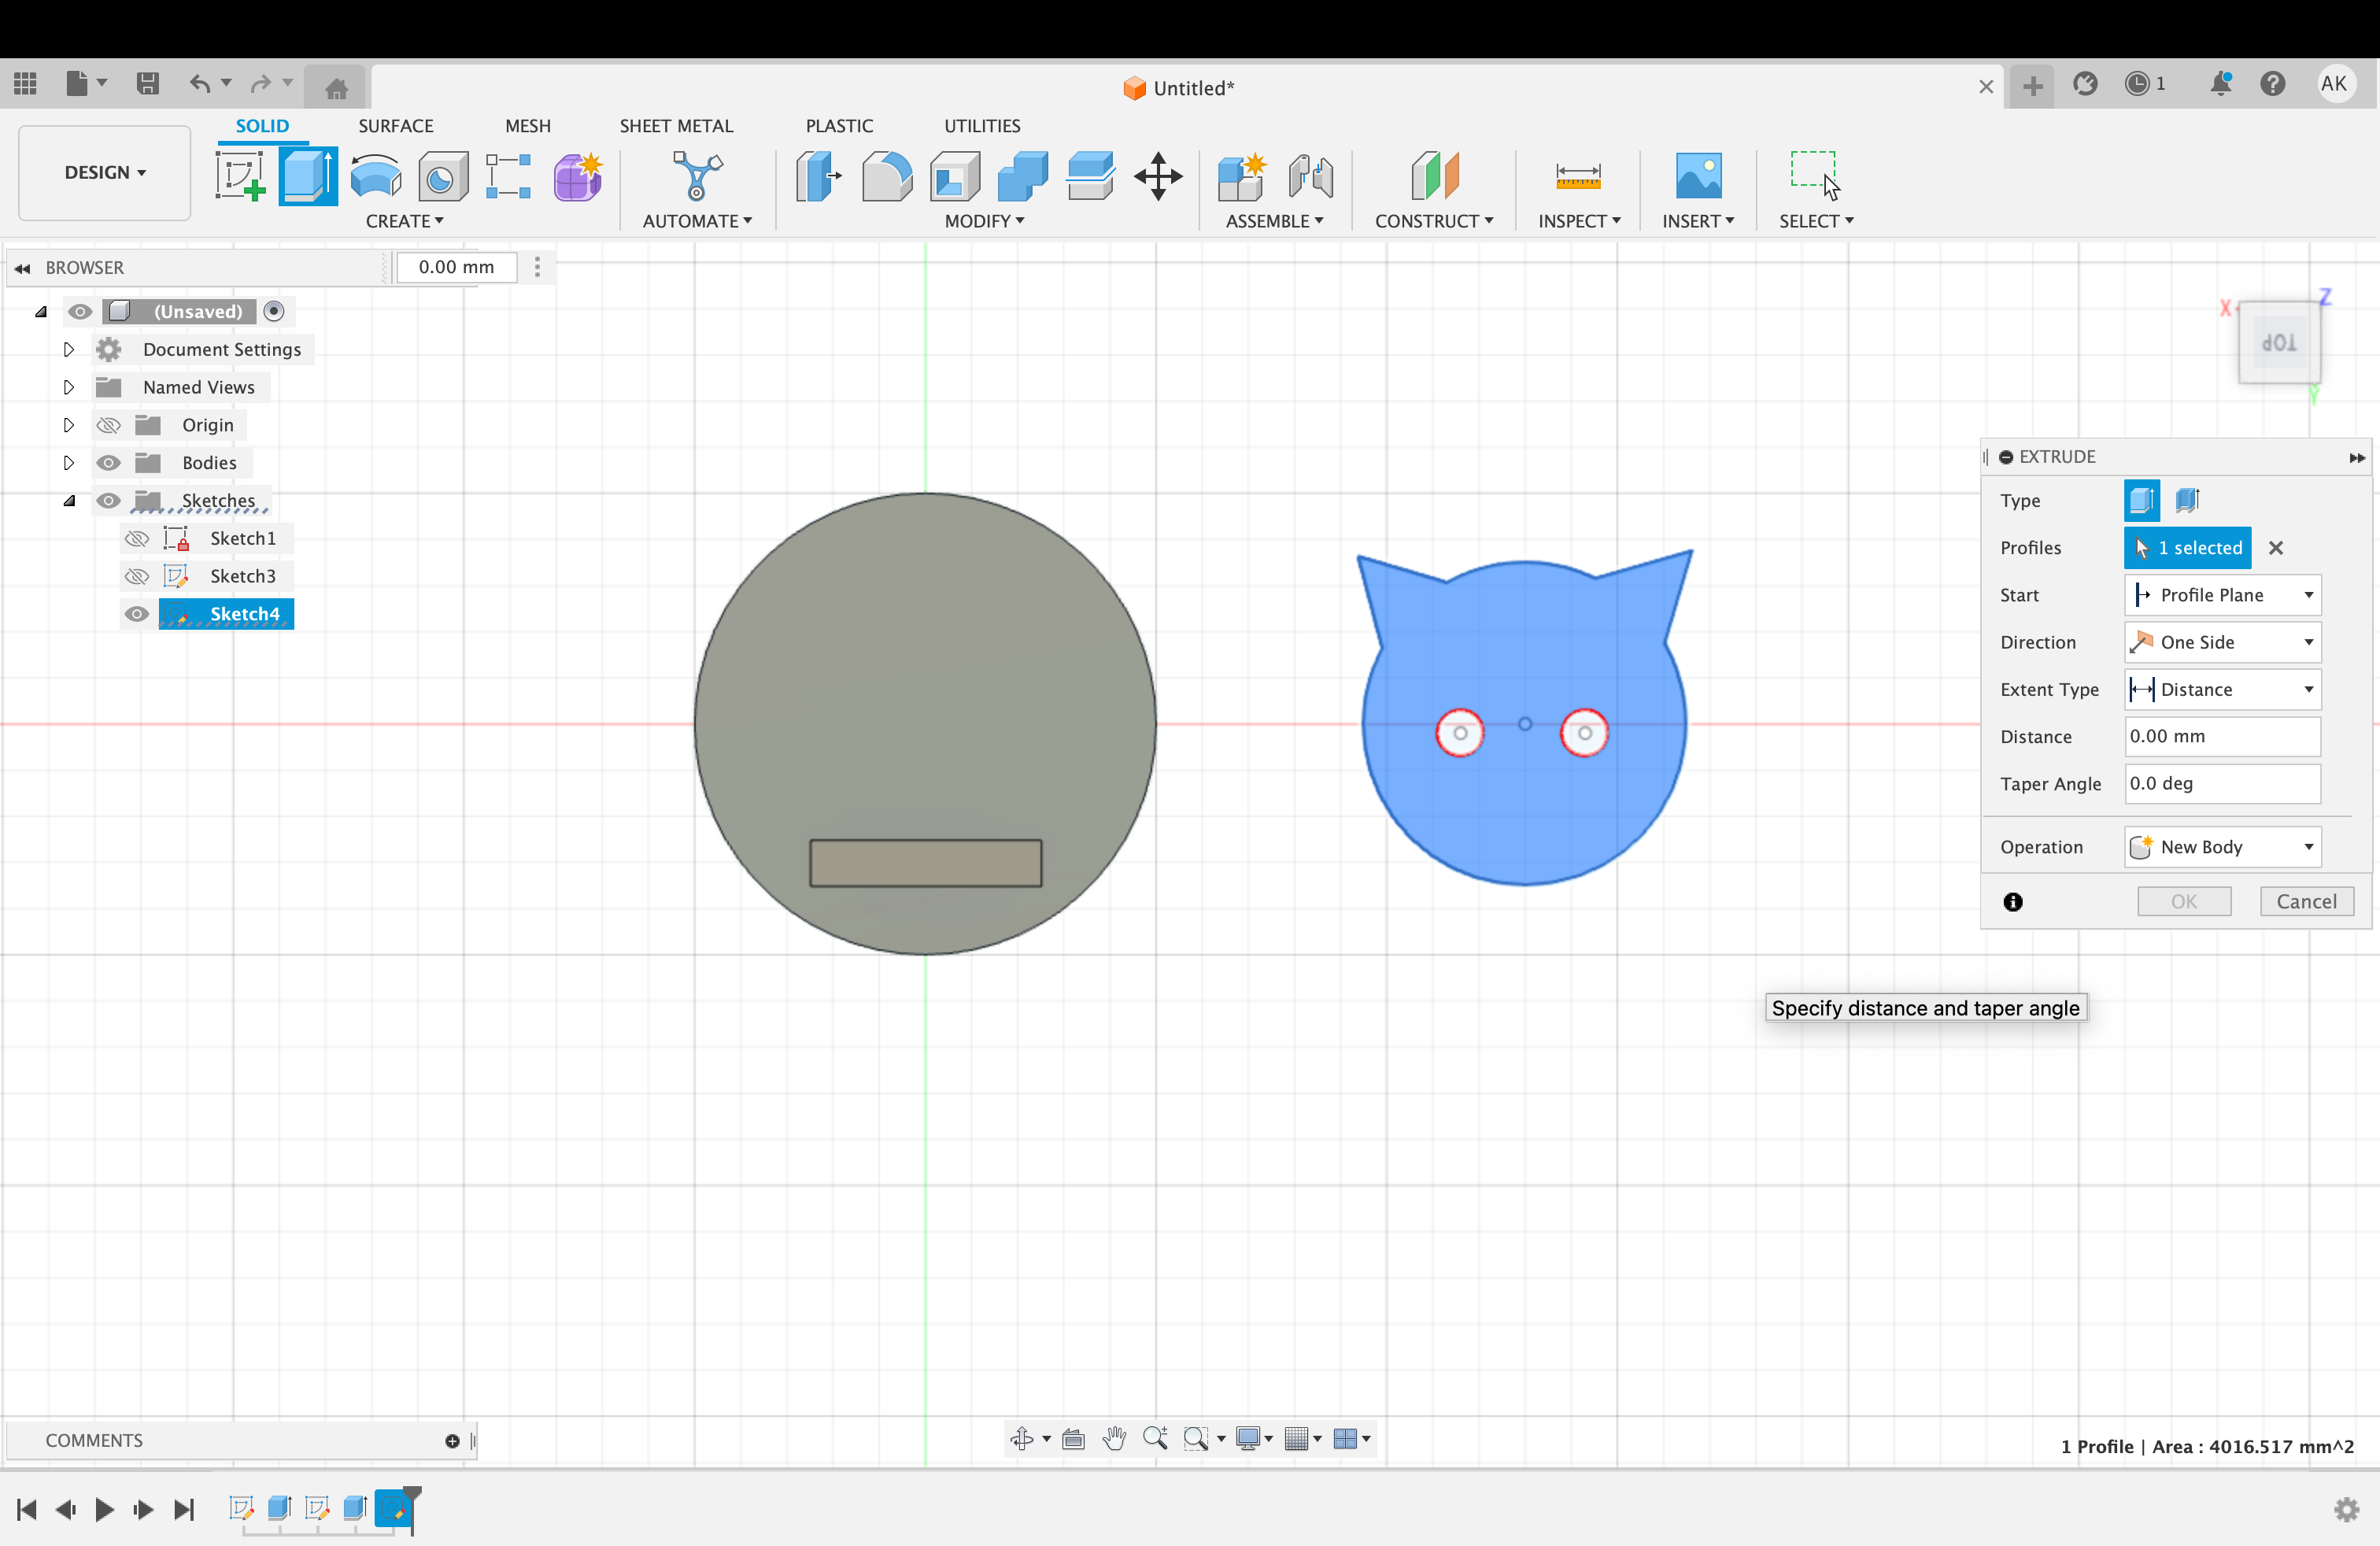 Untitled*
1
AK
DESIGN
SOLID
SURFACE
MESH
SHEET METAL
PLASTIC
UTILITIES
CREATE
AUTOMATE
MODIFY
ASSEMBLE
CONSTRUCT
INSPECT
INSERT
SELECT
BROWSER
0.00 mm
(Unsaved)
Document Settings
Named Views
Origin
Bodies
Sketches
Sketch1
Sketch3
Sketch4
X
Z
TOP
Y
EXTRUDE
Type
Profiles
1 selected
Start
Profile Plane
Direction
One Side
Extent Type
Distance
Distance
0.00 mm
Taper Angle
0.0 deg
Operation
New Body
OK
Cancel
Specify distance and taper angle
COMMENTS
1 Profile | Area : 4016.517 mm^2